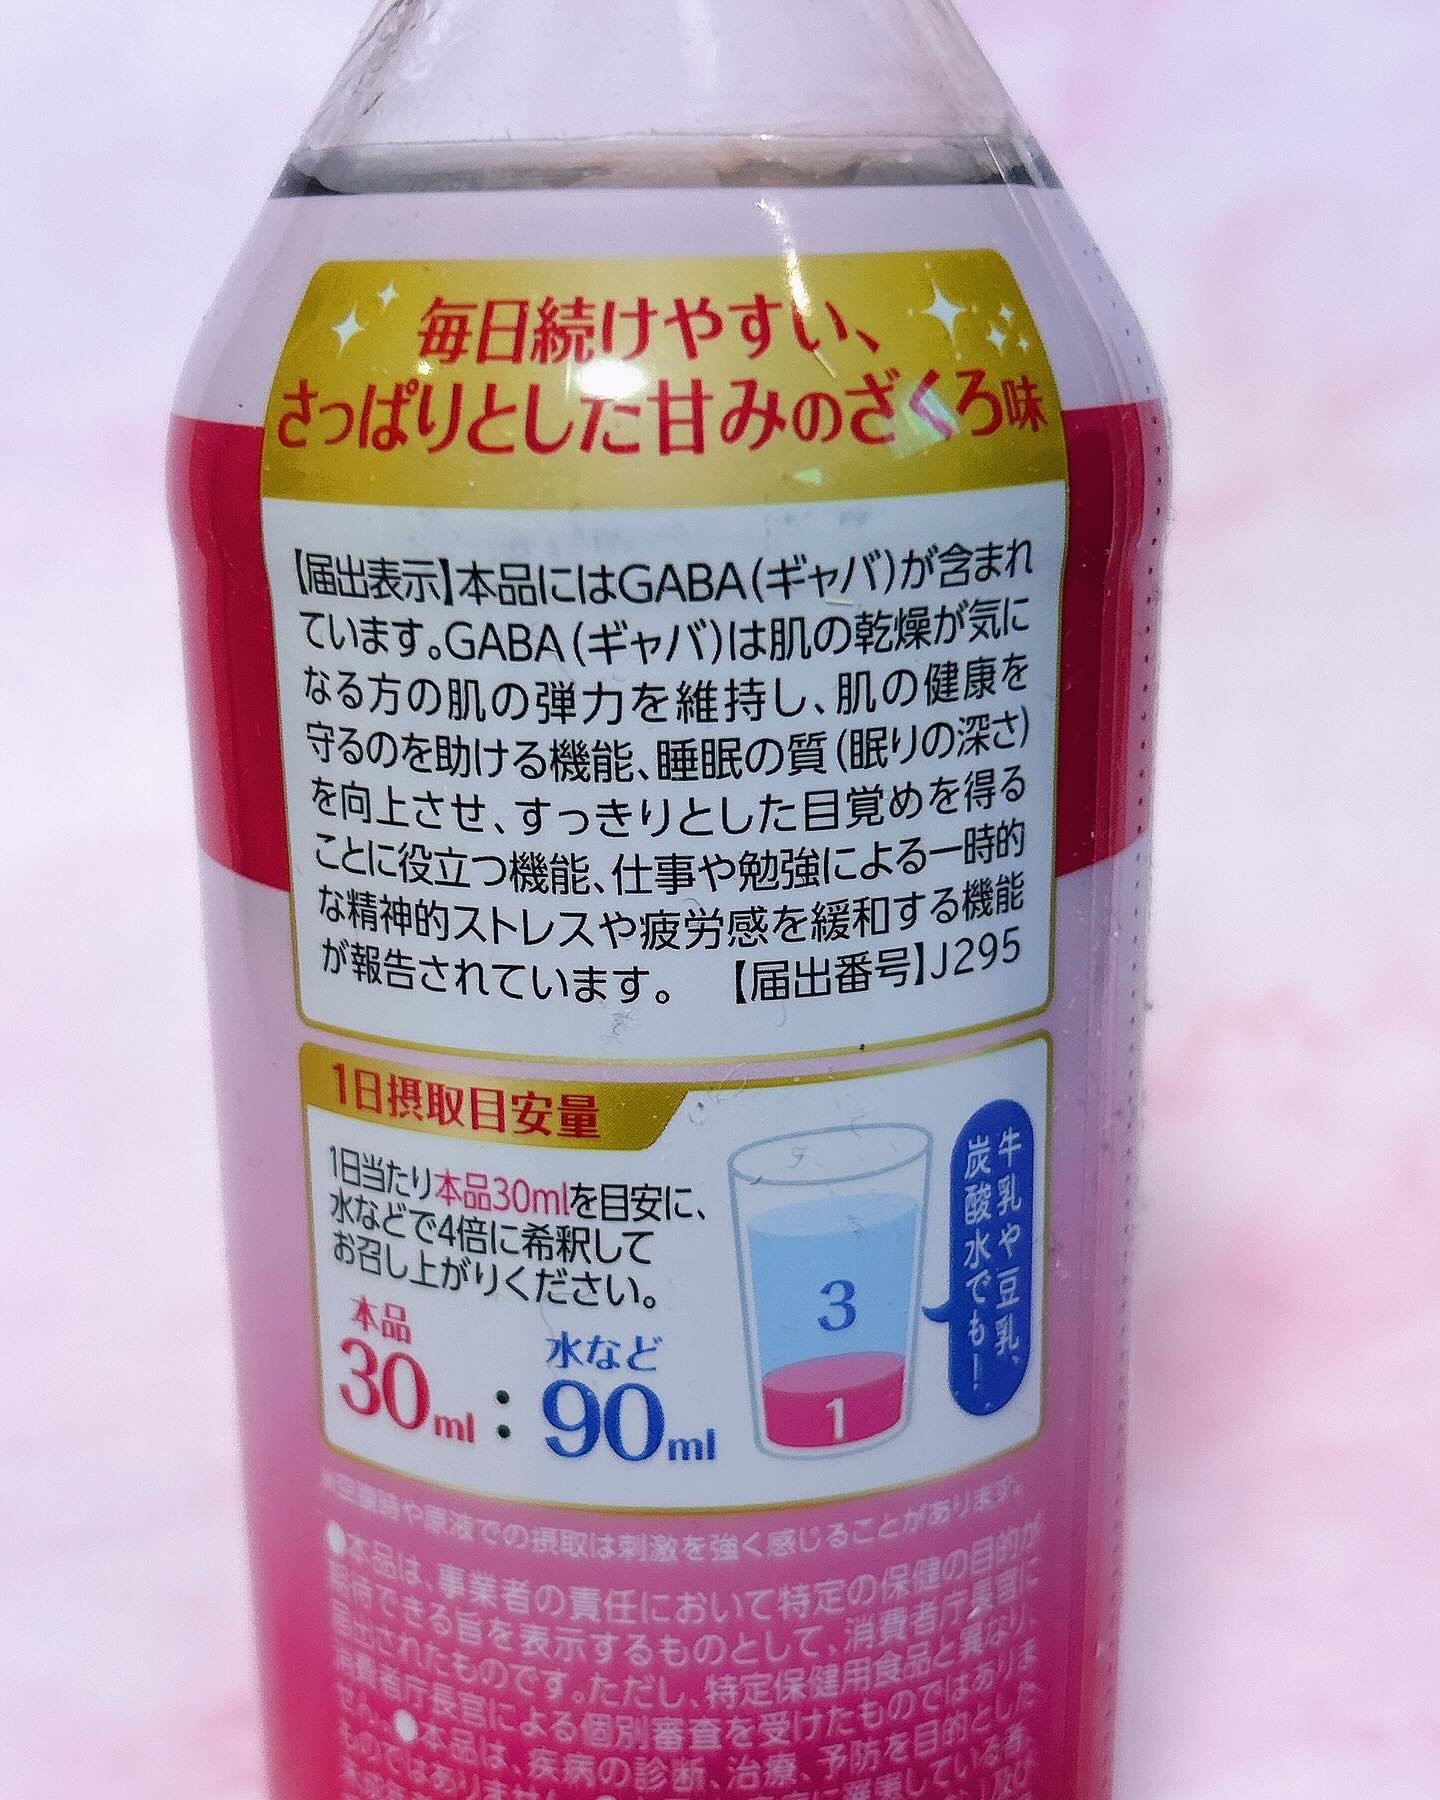 毎日続けやすい、
さっぱりとした甘みのざくろ味
【届出表示】本品にはGABA(ギャバ)が含まれ
ています。GABA(ギャバ)は肌の乾燥が気に
なる方の肌の弾力を維持し、肌の健康を
守るのを助ける機能、睡眠の質(眠りの深さ)
を向上させ、すっきりとした目覚めを得る
ことに役立つ機能、仕事や勉強による一時的
な精神的ストレスや疲労感を緩和する機能
が報告されています。 【届出番号】J295
1日摂取目安量
1日当たり本品30mlを目安に、
水などで4倍に希釈して
お召し上がりください。
本品
30ml
:
水など
90ml
3
1
牛乳や豆乳、
炭酸水でも!
※空腹時や原液での摂取は刺激を強く感じることがあります。
●本品は、事業者の責任において特定の保健の目的が
期待できる旨を表示するものとして、消費者庁長官に
届出されたものです。ただし、特定保健用食品と異なり、
消費者庁長官による個別審査を受けたものではありま
せん。●本品は、疾病の診断、治療、予防を目的とした
ものではありません。